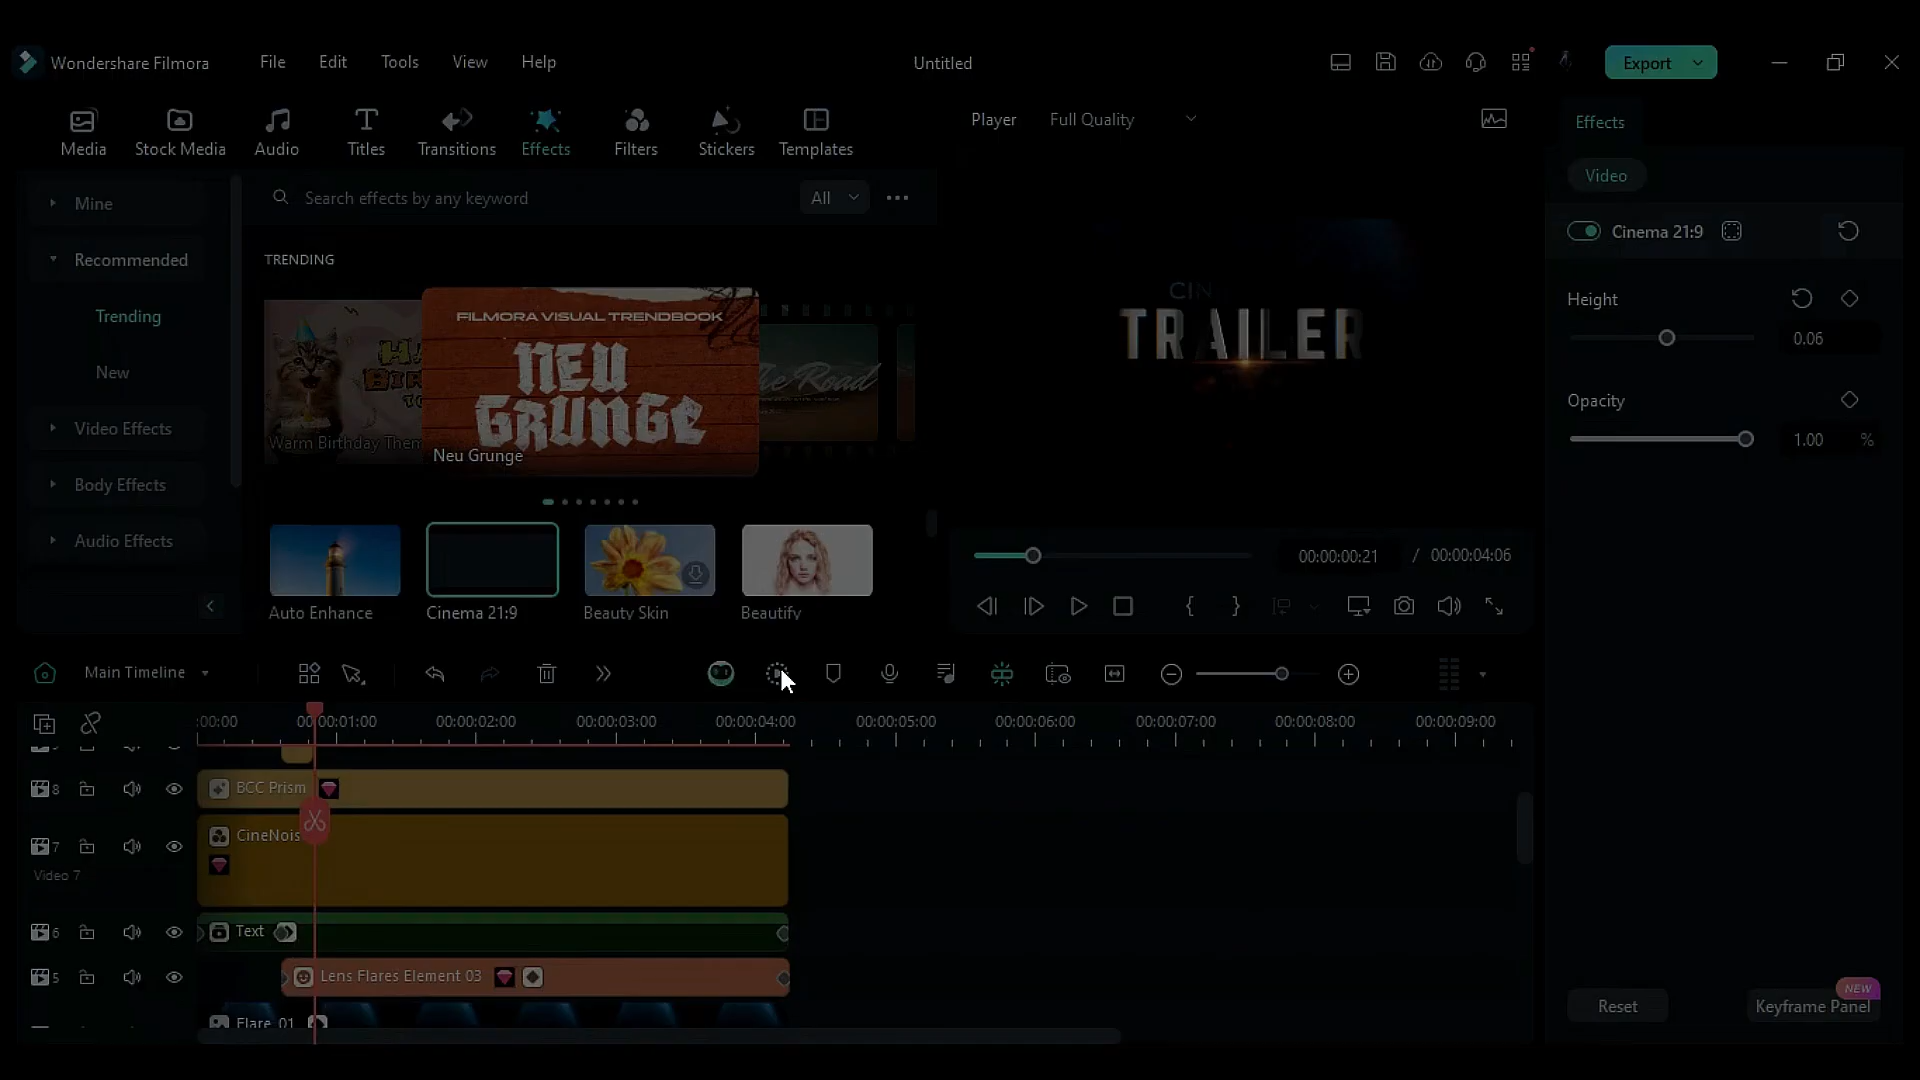 Wondershare Filmora
File
Edit
Tools
View
Help
Untitled
Export
Media
Stock Media
Audio
Titles
Transitions
Effects
Filters
Stickers
Templates
Player
Full Quality
Effects
Video
Mine
Recommended
Trending
New
Video Effects
Body Effects
Audio Effects
Search effects by any keyword
All
TRENDING
Warm Birthday Them
FILMORA VISUAL TRENDBOOK
NEU
GRUNGE
Neu Grunge
he Road
Auto Enhance
Cinema 21:9
Beauty Skin
Beautify
CIN
TRAILER
00:00:00:21 / 00:00:04:06
Cinema 21:9
Height
0.06
Opacity
1.00 %
Main Timeline
:00:00
00:00:01:00
00:00:02:00
00:00:03:00
00:00:04:00
00:00:05:00
00:00:06:00
00:00:07:00
00:00:08:00
00:00:09:00
8
BCC Prism
7
CineNois
Video 7
6
Text
5
Lens Flares Element 03
Flare_01
Reset
NEW
Keyframe Panel